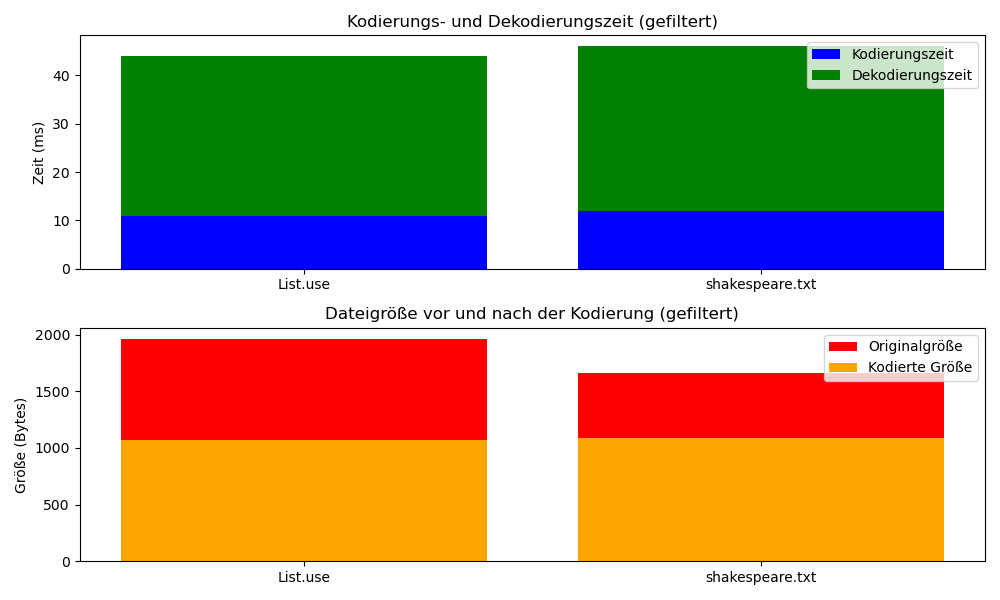 Kodierungs- und Dekodierungszeit (gefiltert)
Kodierungszeit
Dekodierungszeit
Zeit (ms)
40
30
20
10
0
List.use shakespeare.txt
Dateigröße vor und nach der Kodierung (gefiltert)
Originalgröße
Kodierte Größe
Größe (Bytes)
2000
1500
1000
500
0
List.use shakespeare.txt